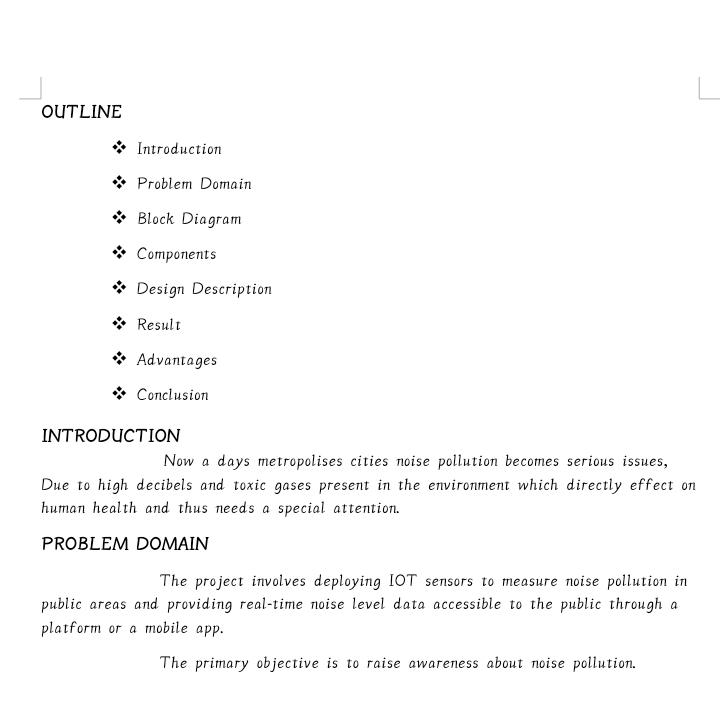 OUTLINE
❖ Introduction
❖ Problem Domain
❖ Block Diagram
❖ Components
❖ Design Description
❖ Result
❖ Advantages
❖ Conclusion
INTRODUCTION
Now a days metropolises cities noise pollution becomes serious issues,
Due to high decibels and toxic gases present in the environment which directly effect on
human health and thus needs a special attention.
PROBLEM DOMAIN
The project involves deploying IOT sensors to measure noise pollution in
public areas and providing real-time noise level data accessible to the public through a
platform or a mobile app.
The primary objective is to raise awareness about noise pollution.